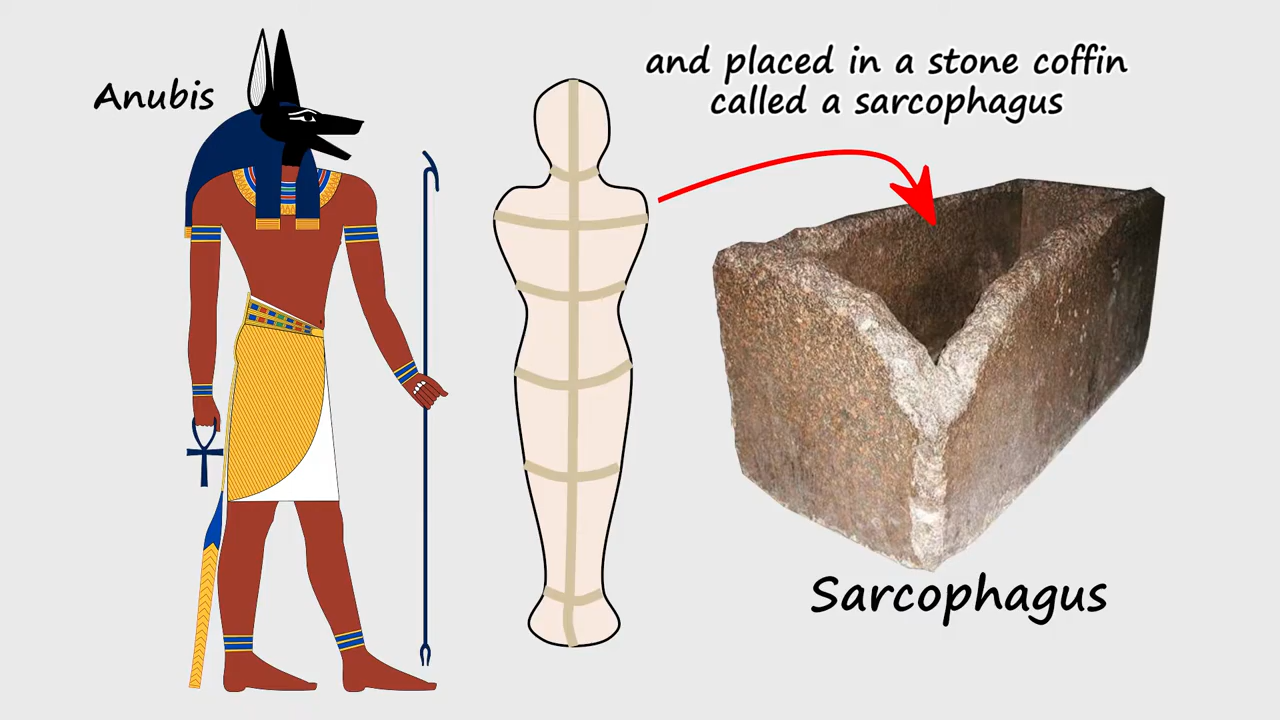 Anubis
and placed in a stone coffin
called a sarcophagus
Sarcophagus